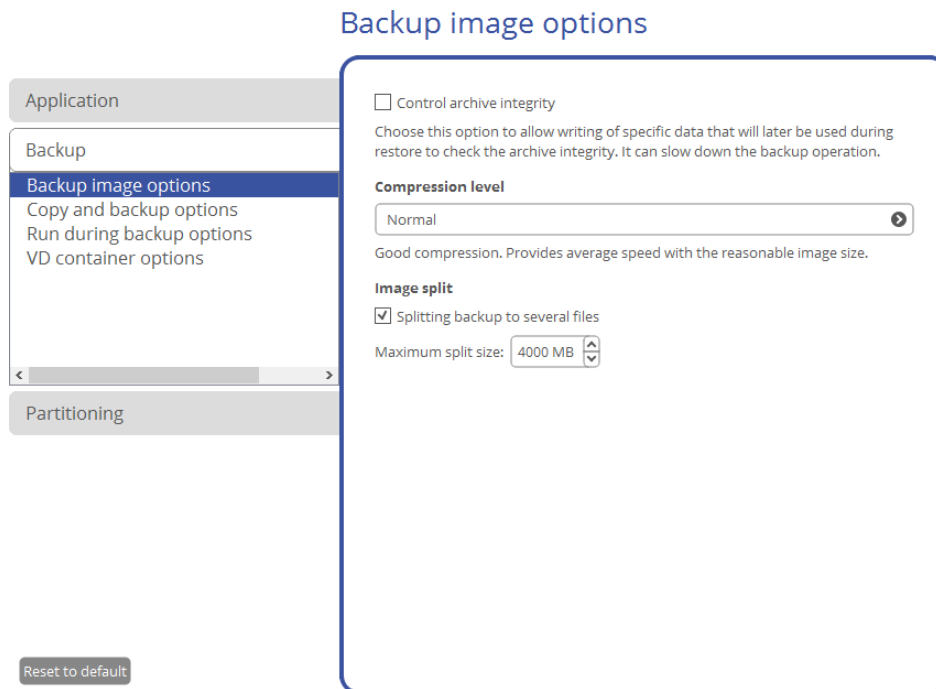 Backup image options
Application
Backup
Backup image options
Copy and backup options
Run during backup options
VD container options
Partitioning
Reset to default
Control archive integrity
Choose this option to allow writing of specific data that will later be used during
restore to check the archive integrity. It can slow down the backup operation.
Compression level
Normal
Good compression. Provides average speed with the reasonable image size.
Image split
Splitting backup to several files
Maximum split size: 4000 MB